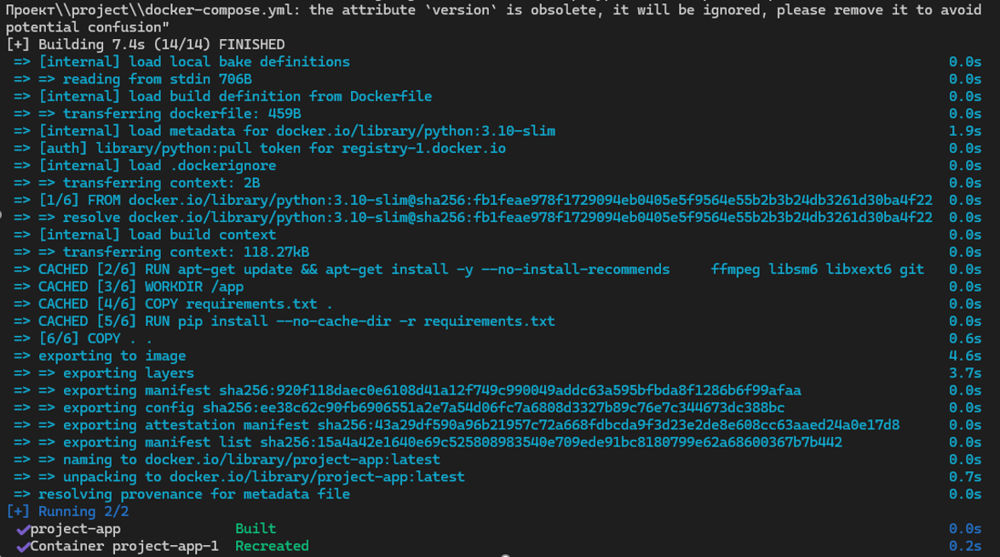 Проект\\project\\docker-compose.yml: the attribute `version` is obsolete, it will be ignored, please remove it to avoid
potential confusion"
[+] Building 7.4s (14/14) FINISHED
=> [internal] load local bake definitions 0.0s
=> => reading from stdin 706B 0.0s
=> [internal] load build definition from Dockerfile 0.0s
=> => transferring dockerfile: 459B 0.0s
=> [internal] load metadata for docker.io/library/python:3.10-slim 1.9s
=> [auth] library/python:pull token for registry-1.docker.io 0.0s
=> [internal] load .dockerignore 0.0s
=> => transferring context: 2B 0.0s
=> [1/6] FROM docker.io/library/python:3.10-slim@sha256:fb1feae978f1729094eb0405e5f9564e55b2b3b24db3261d30ba4f22 0.0s
=> => resolve docker.io/library/python:3.10-slim@sha256:fb1feae978f1729094eb0405e5f9564e55b2b3b24db3261d30ba4f22 0.0s
=> [internal] load build context 0.0s
=> => transferring context: 118.27kB 0.0s
=> CACHED [2/6] RUN apt-get update && apt-get install -y --no-install-recommends     ffmpeg libsm6 libxext6 git 0.0s
=> CACHED [3/6] WORKDIR /app 0.0s
=> CACHED [4/6] COPY requirements.txt . 0.0s
=> CACHED [5/6] RUN pip install --no-cache-dir -r requirements.txt 0.0s
=> [6/6] COPY . . 0.6s
=> exporting to image 4.6s
=> => exporting layers 3.7s
=> => exporting manifest sha256:920f118daec0e6108d41a12f749c990049addc63a595bfbda8f1286b6f99afaa 0.0s
=> => exporting config sha256:ee38c62c90fb6906551a2e7a54d06fc7a6808d3327b89c76e7c344673dc388bc 0.0s
=> => exporting attestation manifest sha256:43a29df590a96b21957c72a668fdbcda9f3d23e2de8e608cc63aaed24a0e17d8 0.0s
=> => exporting manifest list sha256:15a4a42e1640e69c525808983540e709ede91bc8180799e62a68600367b7b442 0.0s
=> => naming to docker.io/library/project-app:latest 0.0s
=> => unpacking to docker.io/library/project-app:latest 0.7s
=> resolving provenance for metadata file 0.0s
[+] Running 2/2
✔project-app Built 0.0s
✔Container project-app-1 Recreated 0.2s